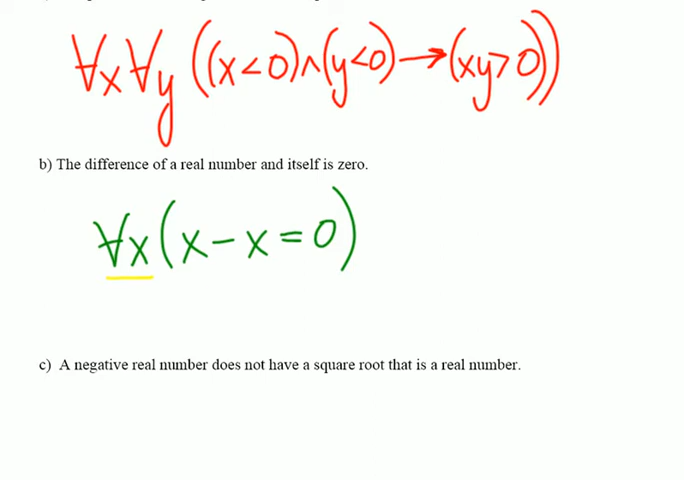 ∀x∀y((x<0)∧(y<0)→(xy>0))
b) The difference of a real number and itself is zero.
∀x(x-x=0)
c) A negative real number does not have a square root that is a real number.